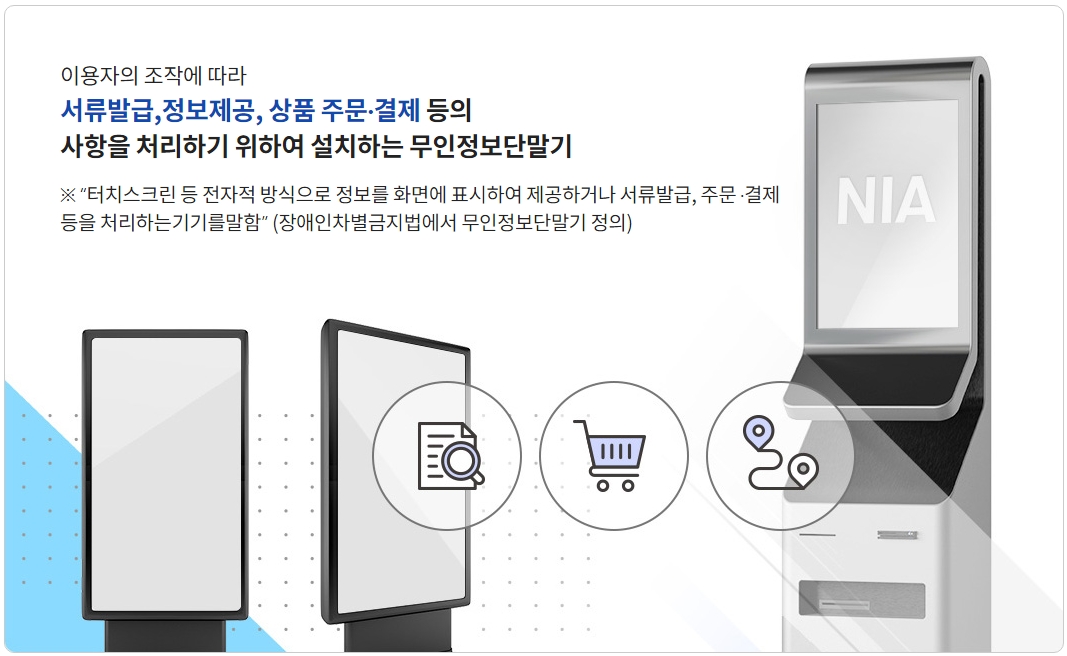 이용자의 조작에 따라
서류발급,정보제공, 상품 주문·결제 등의
사항을 처리하기 위하여 설치하는 무인정보단말기
※ “터치스크린 등 전자적 방식으로 정보를 화면에 표시하여 제공하거나 서류발급, 주문 ·결제
등을 처리하는기기를말함” (장애인차별금지법에서 무인정보단말기 정의)
NIA